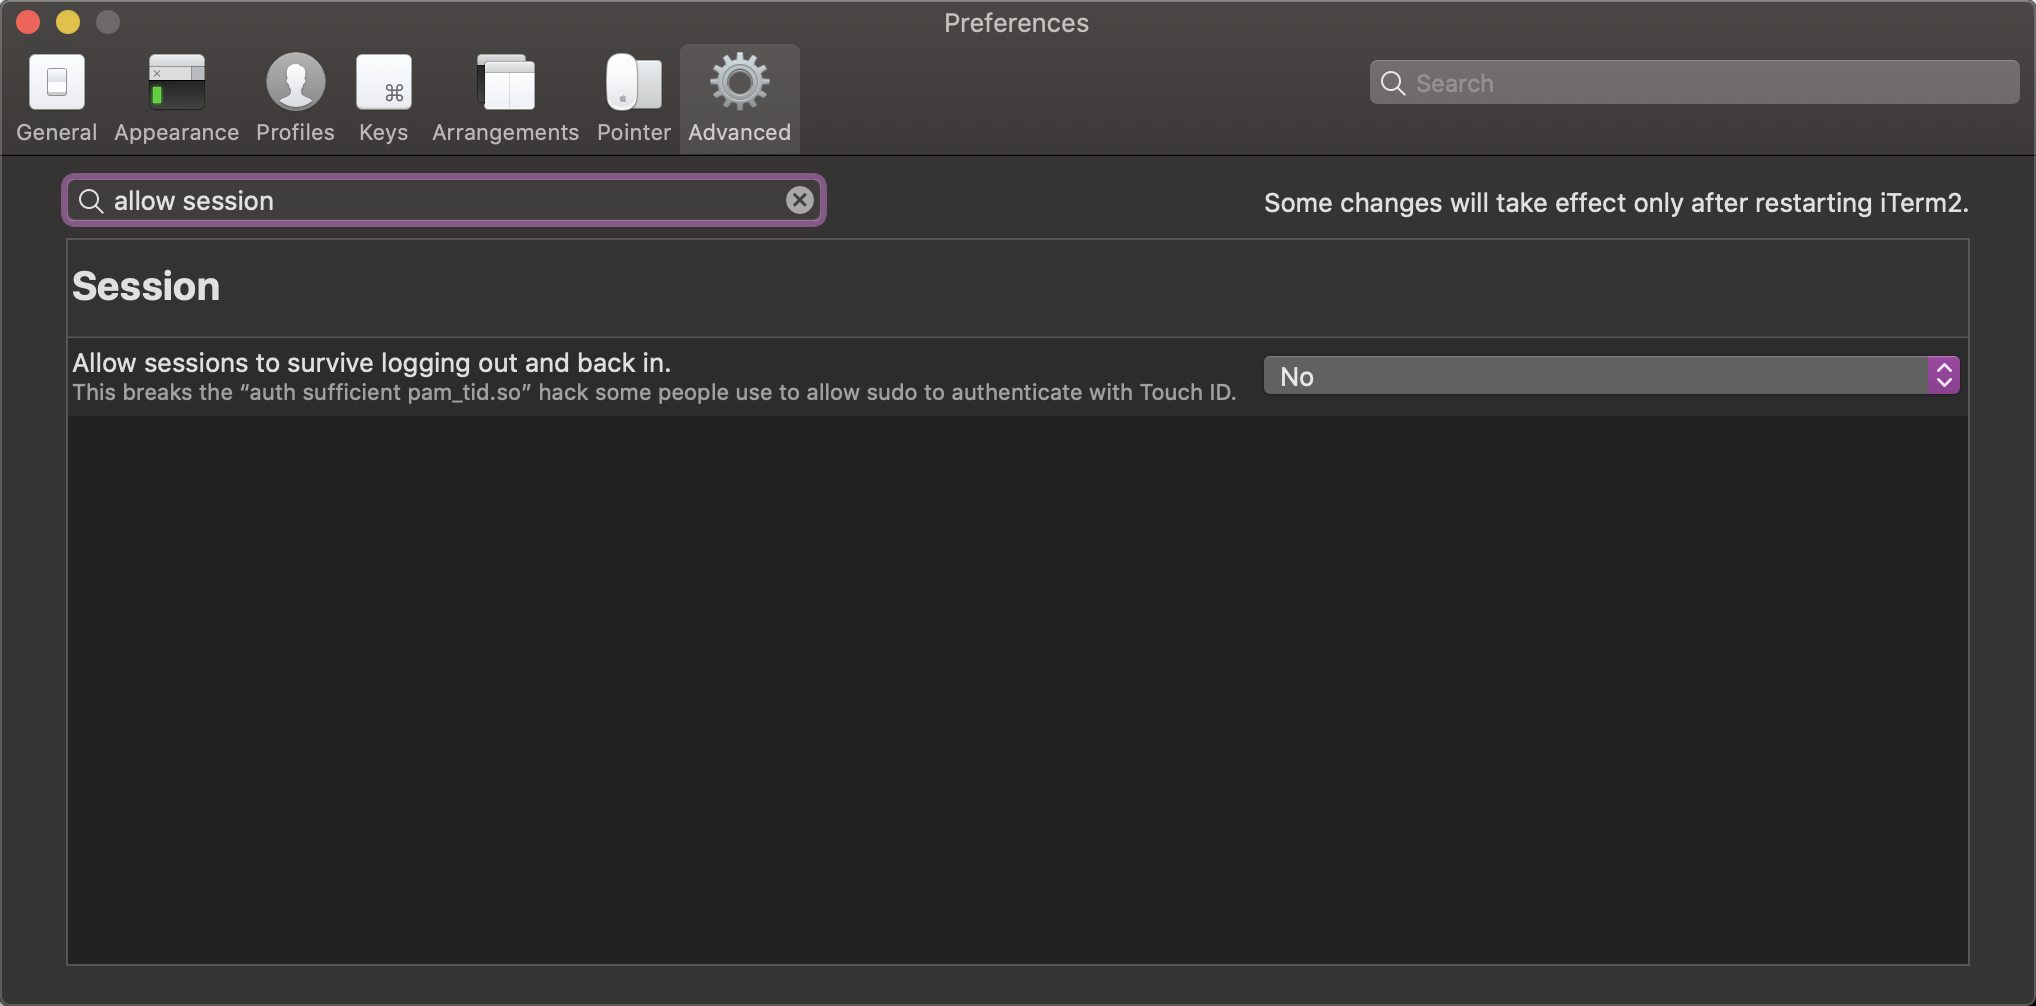 Preferences
General
Appearance
Profiles
⌘
Keys
Arrangements
Pointer
Advanced
Search
allow session
Some changes will take effect only after restarting iTerm2.
Session
Allow sessions to survive logging out and back in.
This breaks the “auth sufficient pam_tid.so” hack some people use to allow sudo to authenticate with Touch ID.
No